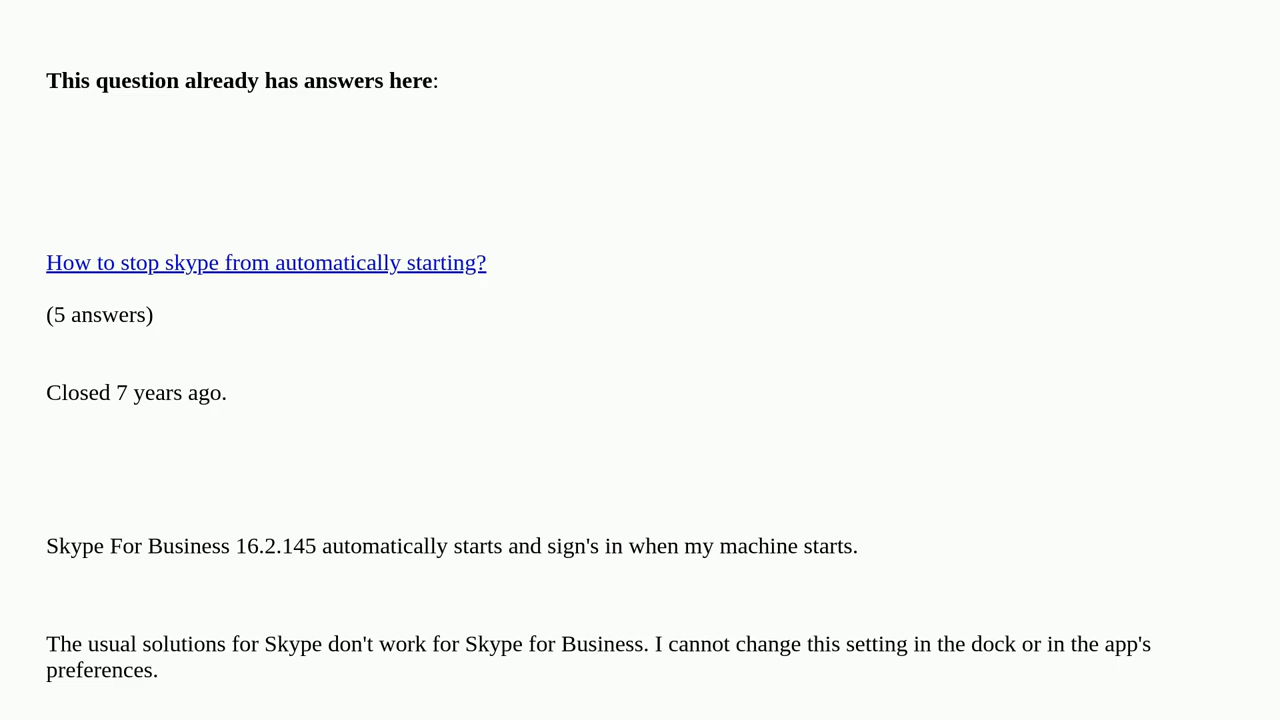 This question already has answers here:
How to stop skype from automatically starting?
(5 answers)
Closed 7 years ago.
Skype For Business 16.2.145 automatically starts and sign's in when my machine starts.
The usual solutions for Skype don't work for Skype for Business. I cannot change this setting in the dock or in the app's
preferences.